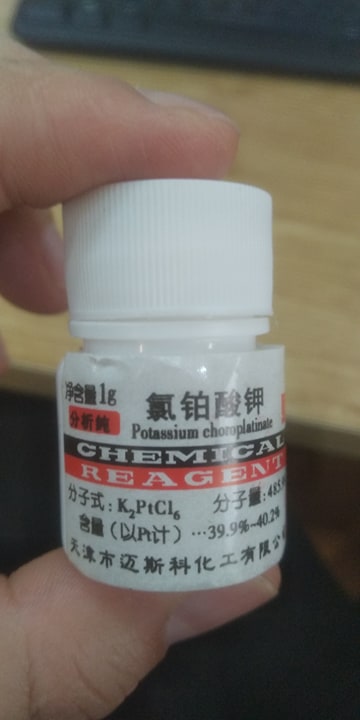 净含量1g
分析纯
氯铂酸钾
Potassium choroplatinate
CHEMICAL
REAGENT
分子式:K₂PtCl₆ 分子量:485.
含量(以Pt计)…39.9%~40.2%
天津市迈斯科化工有限公